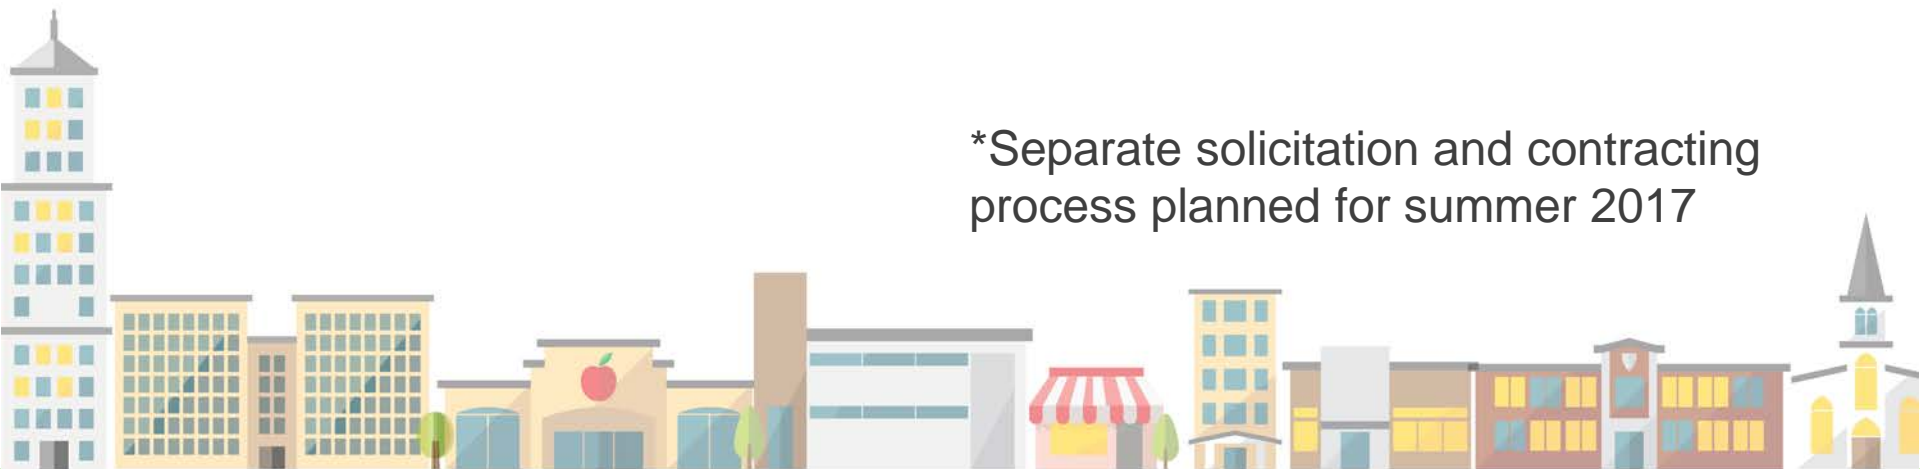 *Separate solicitation and contracting
process planned for summer 2017